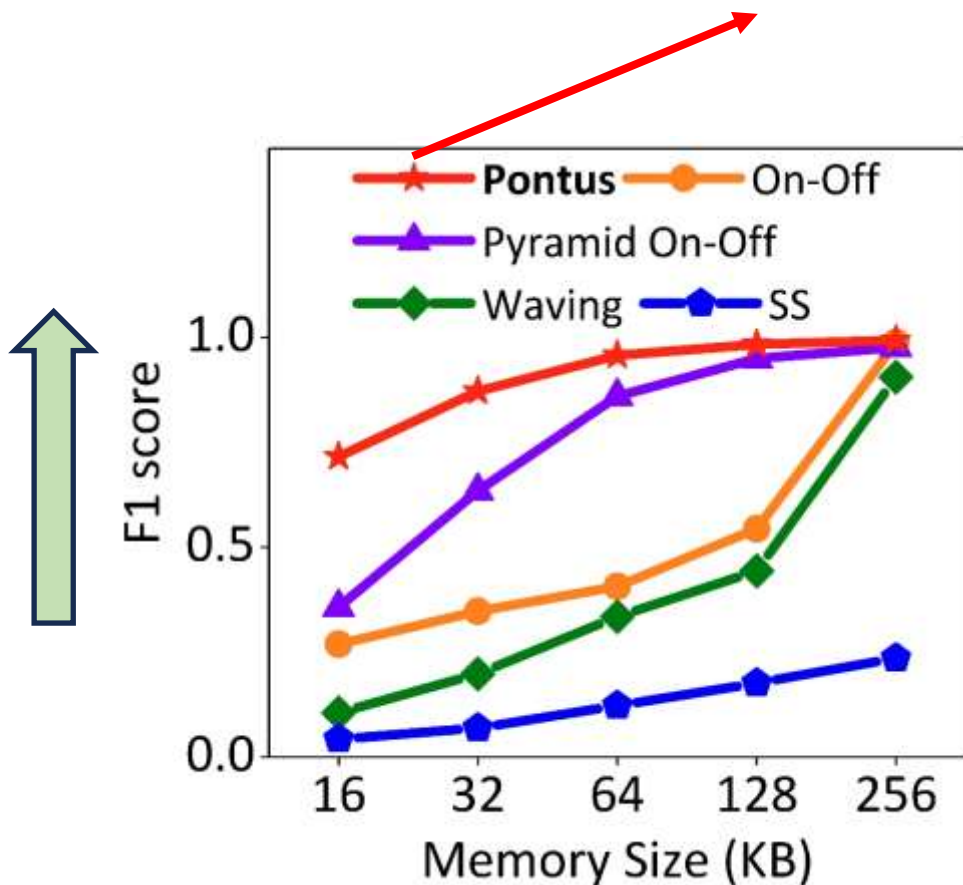 Pontus On-Off
Pyramid On-Off
Waving SS
1.0
0.5
0.0
F1 score
16 32 64 128 256
Memory Size (KB)